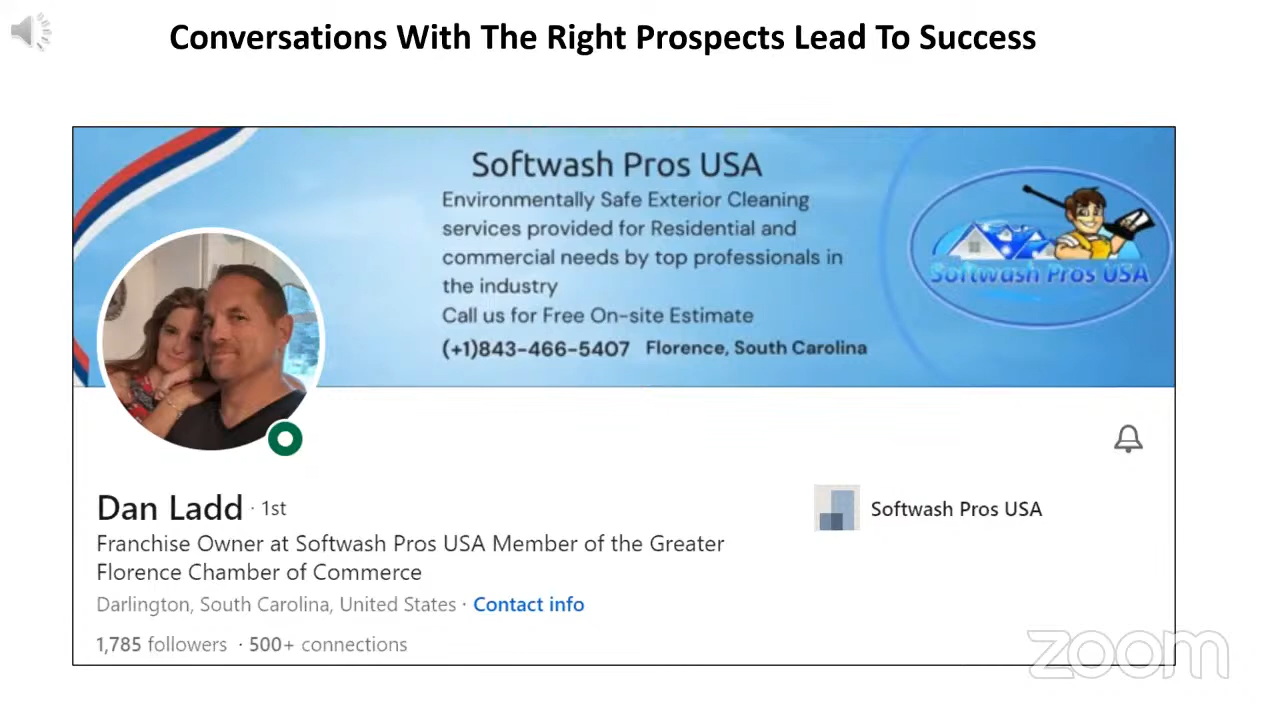 Conversations With The Right Prospects Lead To Success
Softwash Pros USA
Environmentally Safe Exterior Cleaning
services provided for Residential and
commercial needs by top professionals in
the industry
Call us for Free On-site Estimate
(+1)843-466-5407 Florence, South Carolina
Softwash Pros USA
Dan Ladd · 1st
Softwash Pros USA
Franchise Owner at Softwash Pros USA Member of the Greater
Florence Chamber of Commerce
Darlington, South Carolina, United States · Contact info
1,785 followers · 500+ connections
zoom